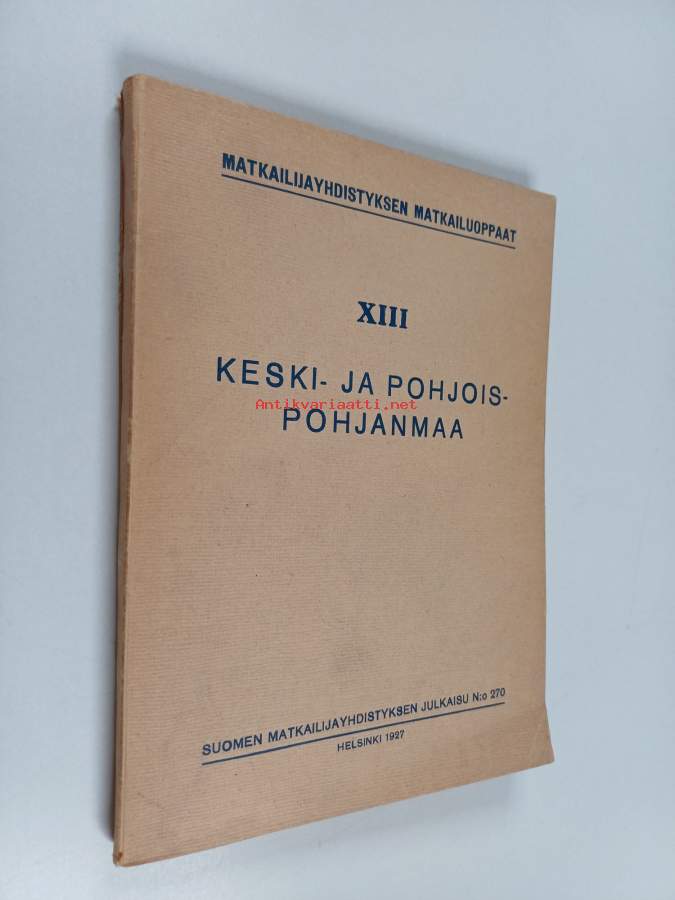 MATKAILIJAYHDISTYKSEN MATKAILUOPPAAT
XIII
KESKI- JA POHJOIS-
Antikvariaatti.net
POHJANMAA
SUOMEN MATKAILIJAYHDISTYKSEN JULKAISU N:o 270
HELSINKI 1927